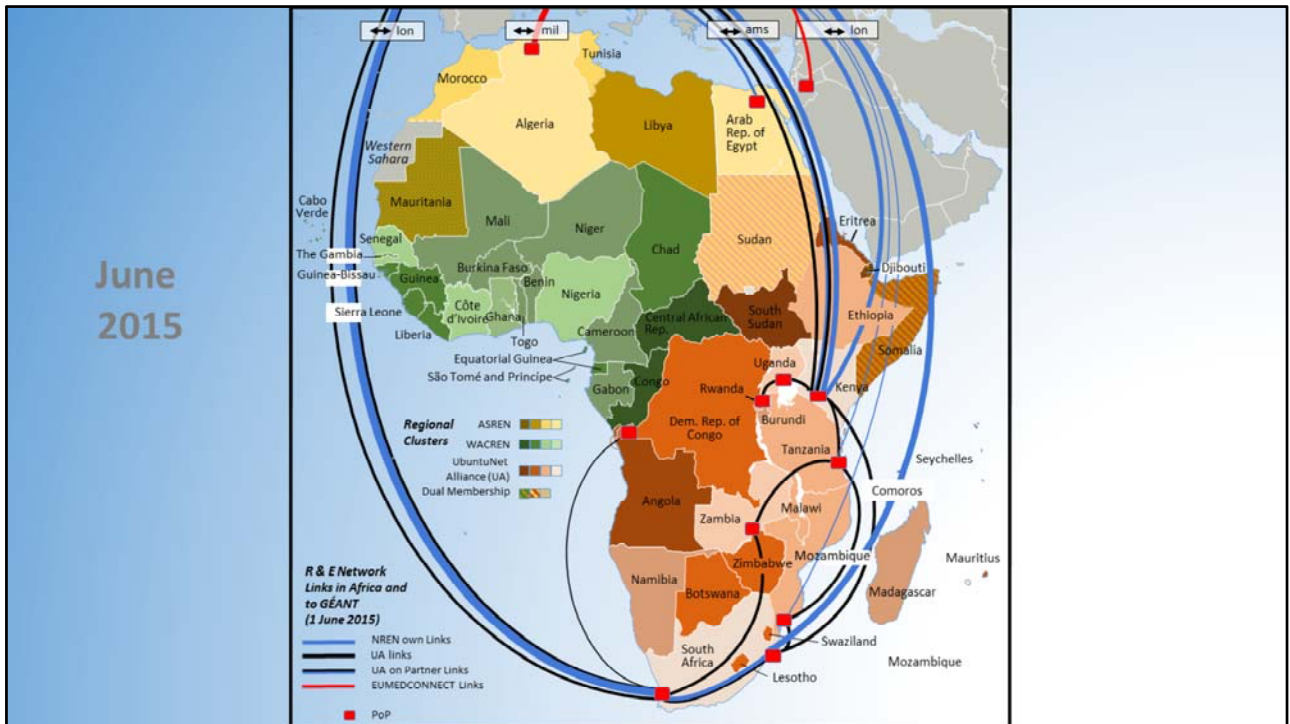 June
2015
lon
mil
ams
lon
Tunisia
Morocco
Algeria
Libya
Arab
Rep. of
Egypt
Western
Sahara
Cabo
Verde
Mauritania
Mali
Niger
Chad
Sudan
Eritrea
Senegal
The Gambia
Guinea-Bissau
Guinea
Burkina Faso
Benin
Nigeria
Djibouti
Sierra Leone
Côte
d'Ivoire
Ghana
Togo
Liberia
Cameroon
Central African
Rep.
South
Sudan
Ethiopia
Somalia
Equatorial Guinea
São Tomé and Principe
Gabon
Congo
Uganda
Rwanda
Kenya
Burundi
Dem. Rep. of
Congo
Tanzania
Seychelles
Comoros
Regional
Clusters
ASREN
WACREN
UbuntuNet
Alliance (UA)
Dual Membership
Angola
Zambia
Malawi
Mozambique
Zimbabwe
Mauritius
Madagascar
Namibia
Botswana
Swaziland
South
Africa
Lesotho
Mozambique
R & E Network
Links in Africa and
to GÉANT
(1 June 2015)
NREN own Links
UA links
UA on Partner Links
EUMEDCONNECT Links
PoP